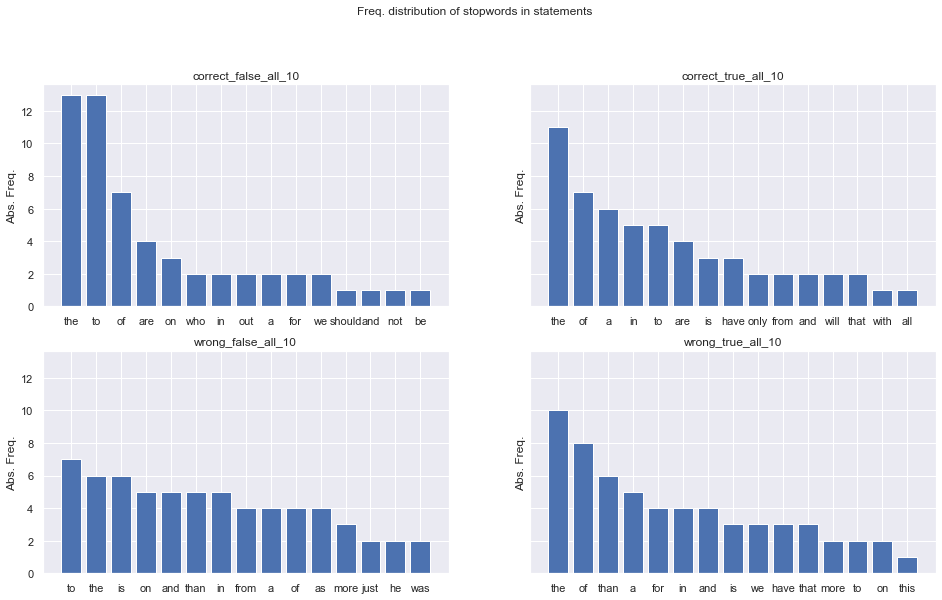 Freq. distribution of stopwords in statements
correct_false_all_10
Abs. Freq.
12
10
8
6
4
2
0
the to of are on who in out a for we should and not be
correct_true_all_10
Abs. Freq.
the of a in to are is have only from and will that with all
wrong_false_all_10
Abs. Freq.
12
10
8
6
4
2
0
to the is on and than in from a of as more just he was
wrong_true_all_10
Abs. Freq.
the of than a for in and is we have that more to on this